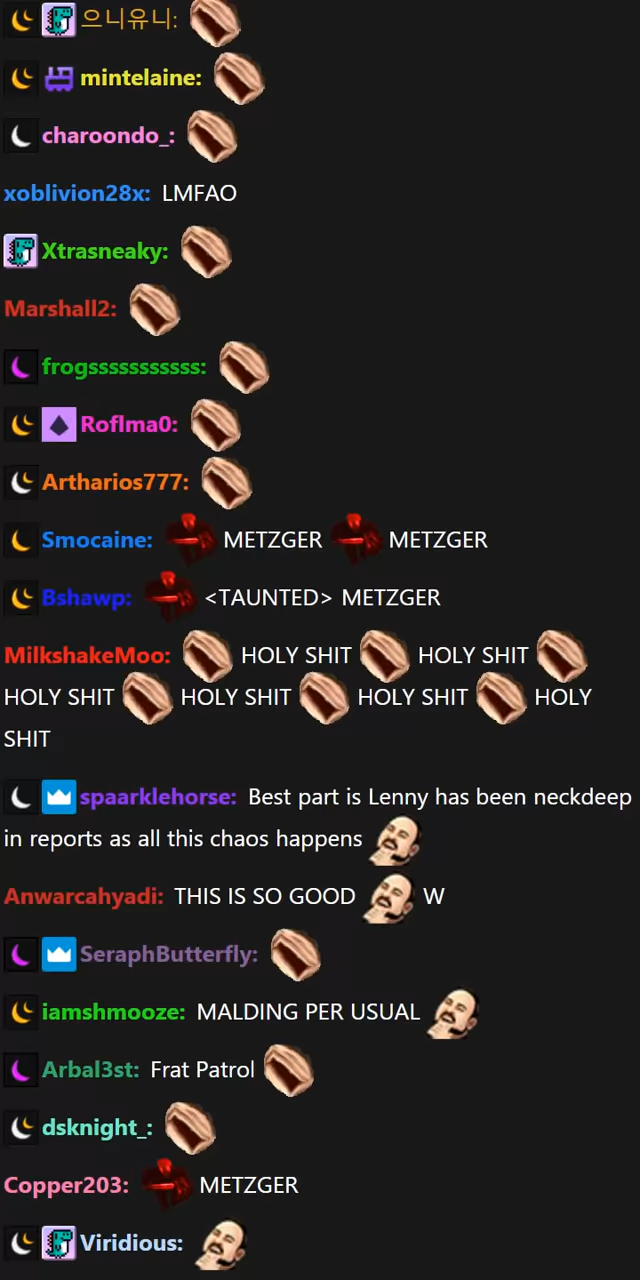 으니유니:
mintelaine:
charoondo_:
xoblivion28x: LMFAO
Xtrasneaky:
Marshall2:
frogsssssssssss:
Roflma0:
Artharios777:
Smocaine: METZGER METZGER
Bshawp: <TAUNTED> METZGER
MilkshakeMoo: HOLY SHIT HOLY SHIT
HOLY SHIT HOLY SHIT HOLY SHIT HOLY
SHIT
spaarklehorse: Best part is Lenny has been neckdeep
in reports as all this chaos happens
Anwarcahyadi: THIS IS SO GOOD W
SeraphButterfly:
iamshmooze: MALDING PER USUAL
Arbal3st: Frat Patrol
dsknight_:
Copper203: METZGER
Viridious: